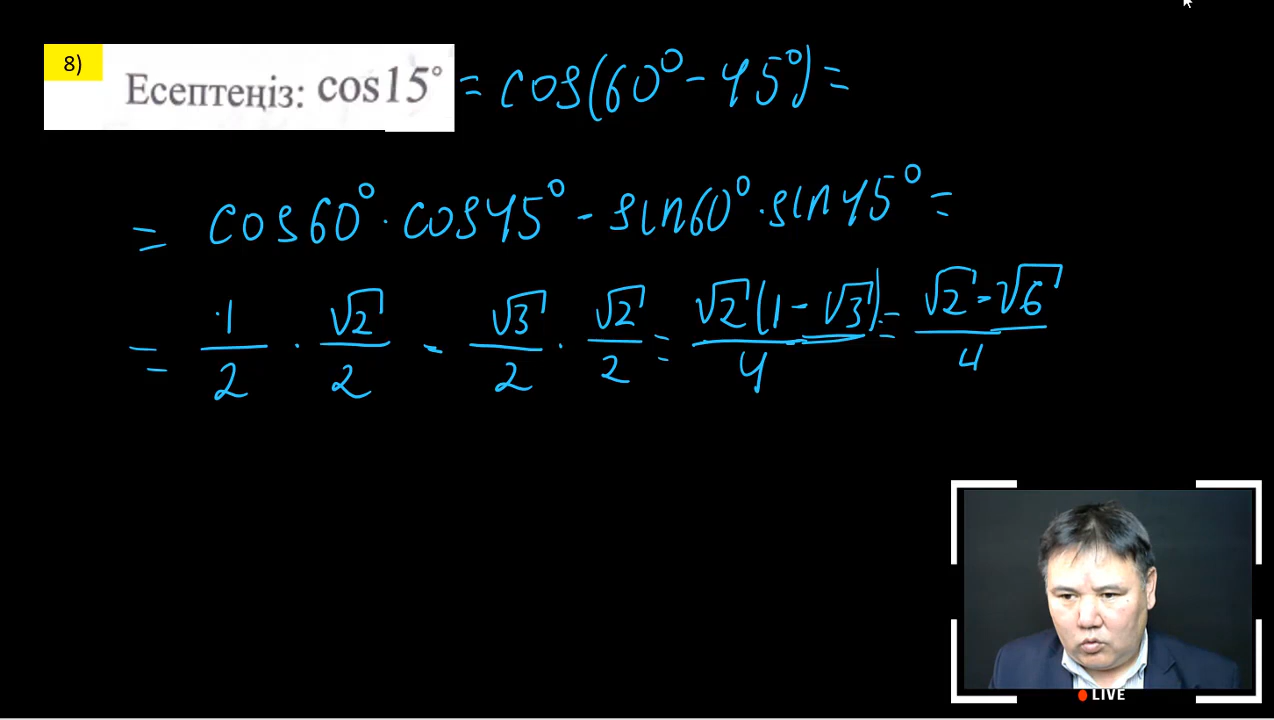 8) Есептеңіз: cos15° = cos(60° - 45°) =
= cos60° · cos45° - sin60° · sin45° =
= 1/2 · √2/2 - √3/2 · √2/2 = √2(1 - √3)/4 = √2 - √6/4
LIVE